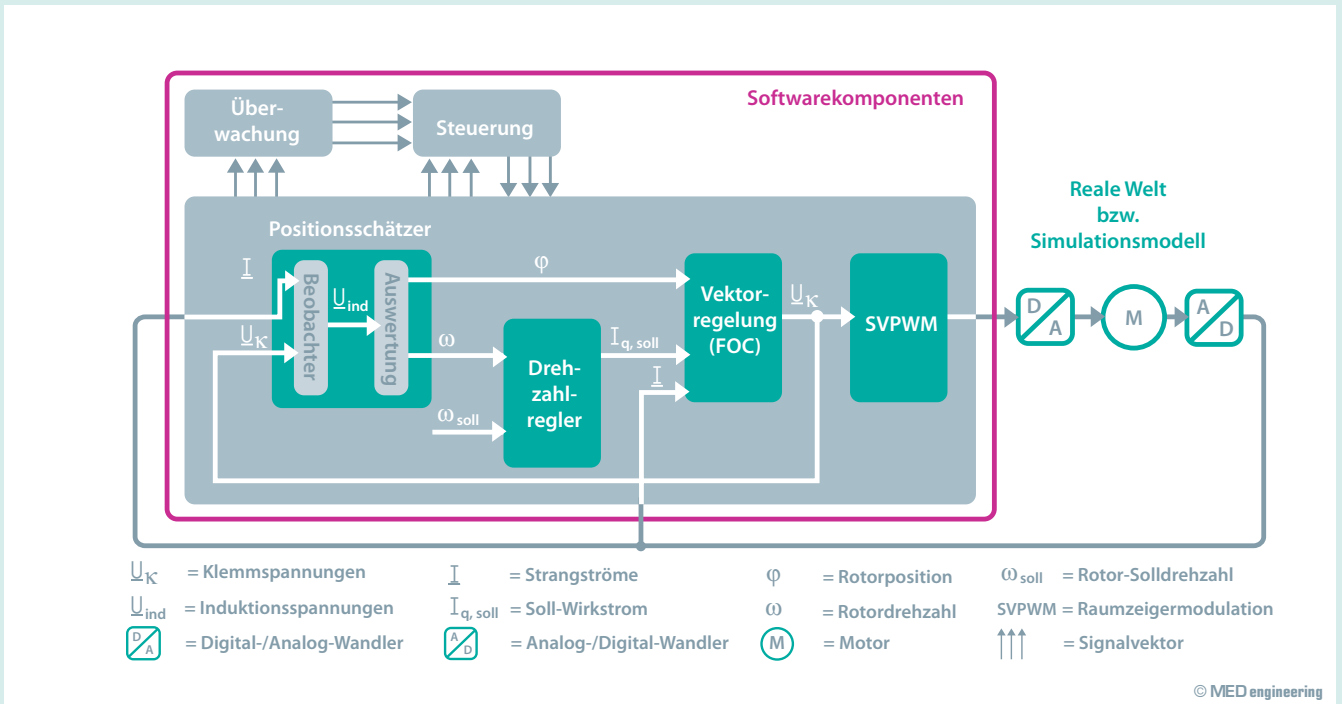 Softwarekomponenten
Über-
wachung
Steuerung
Reale Welt
bzw.
Simulationsmodell
Positionsschätzer
I
U_K
Beobachter
U_ind
Auswertung
φ
ω
ω_soll
Dreh-
zahl-
regler
I_q, soll
I
Vektor-
regelung
(FOC)
U_K
SVPWM
D/A
M
A/D
U_K = Klemmspannungen
I = Strangströme
φ = Rotorposition
ω_soll = Rotor-Solldrehzahl
U_ind = Induktionsspannungen
I_q, soll = Soll-Wirkstrom
ω = Rotordrehzahl
SVPWM = Raumzeigermodulation
D/A = Digital-/Analog-Wandler
A/D = Analog-/Digital-Wandler
M = Motor
= Signalvektor
© MED engineering